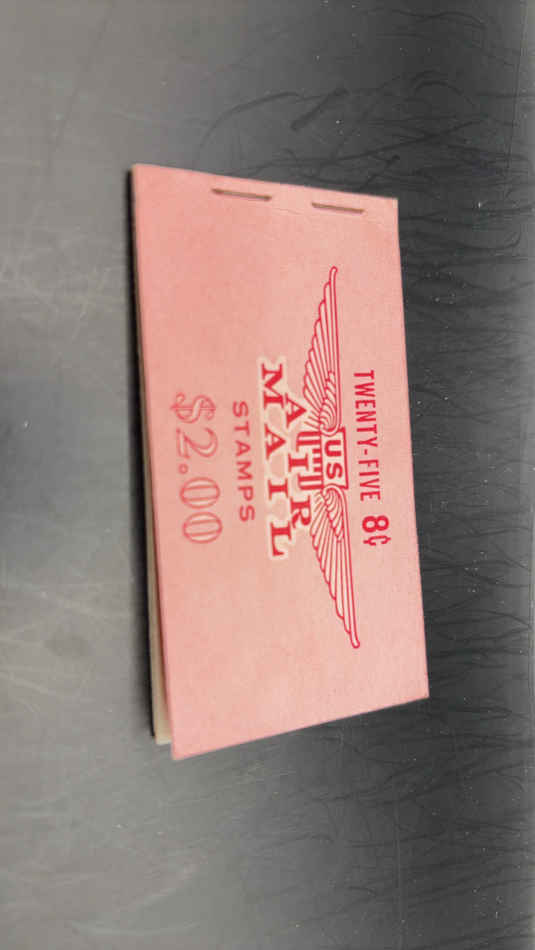 TWENTY-FIVE 8¢
US
AIR
MAIL
STAMPS
$2.00